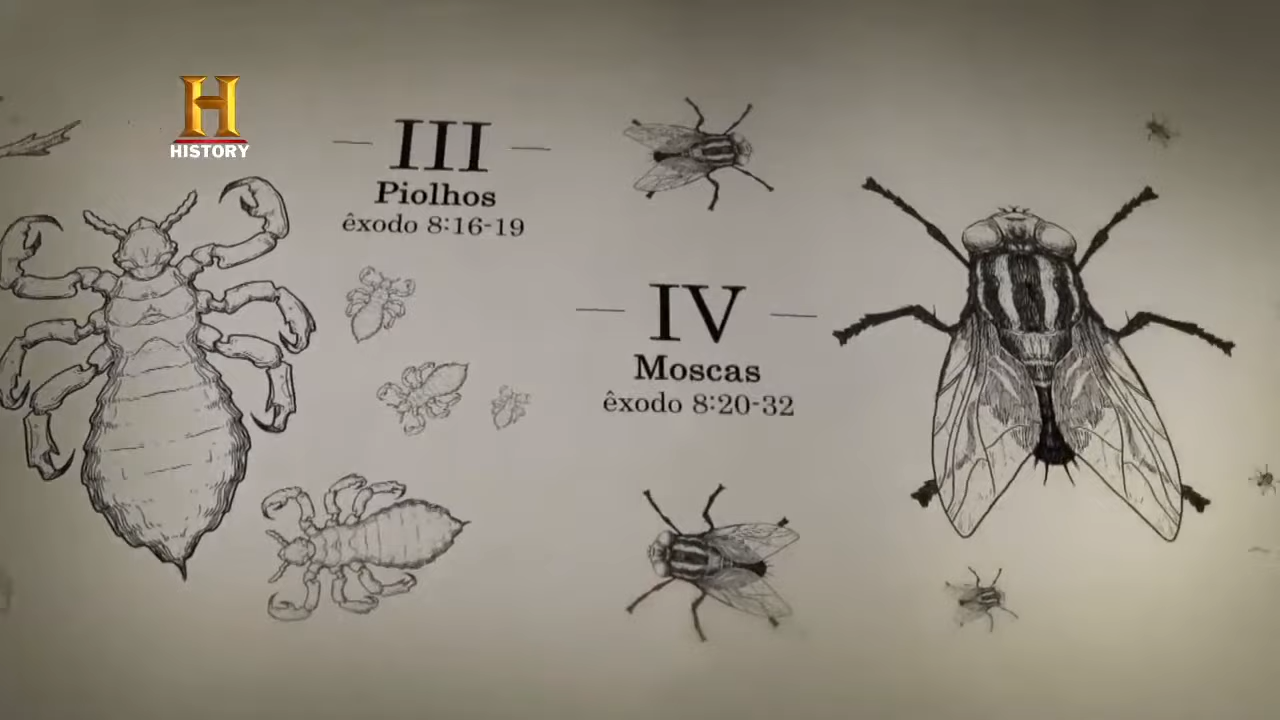 H
HISTORY
III
Piolhos
êxodo 8:16-19
IV
Moscas
êxodo 8:20-32